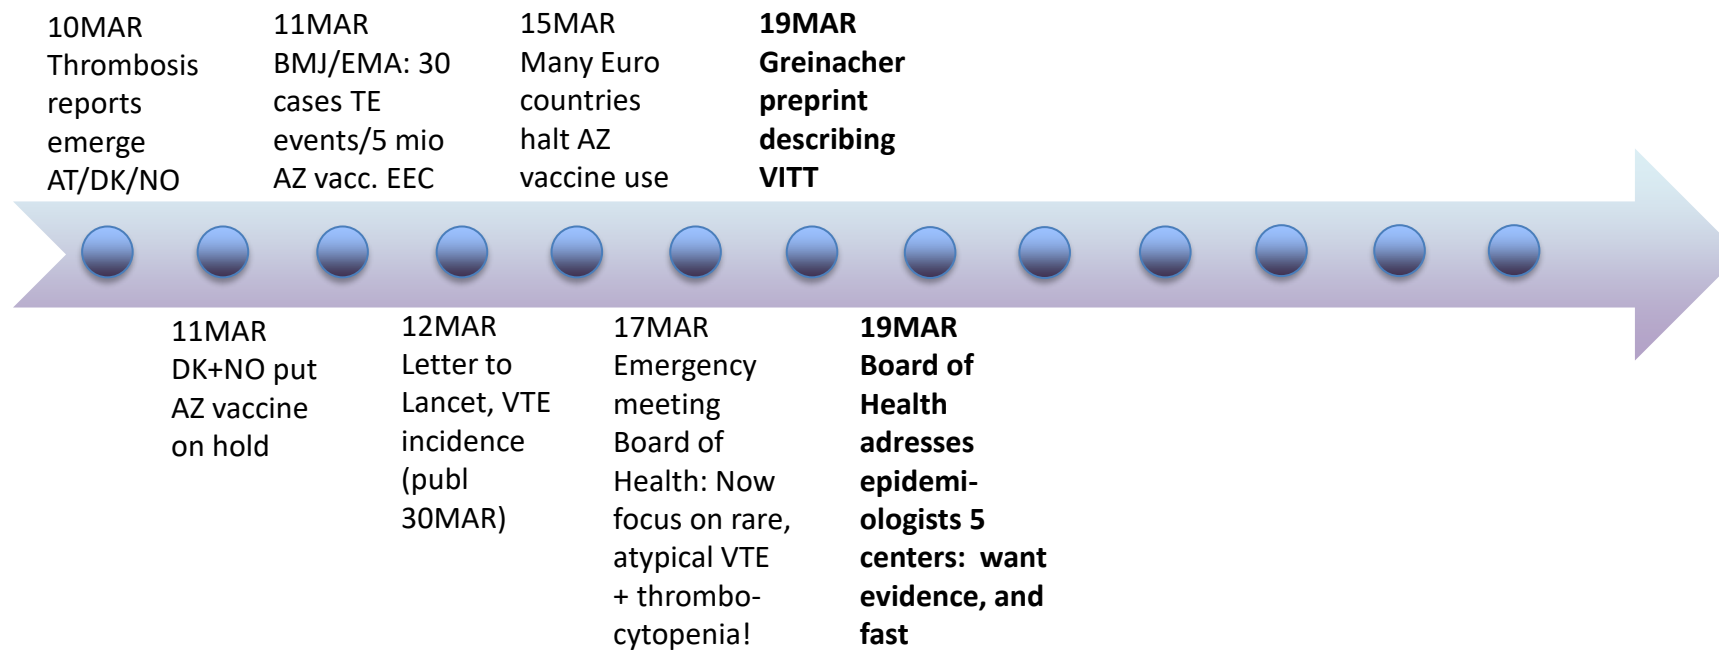 10MAR
Thrombosis
reports
emerge
AT/DK/NO
11MAR
BMJ/EMA: 30
cases TE
events/5 mio
AZ vacc. EEC
15MAR
Many Euro
countries
halt AZ
vaccine use
19MAR
Greinacher
preprint
describing
VITT
11MAR
DK+NO put
AZ vaccine
on hold
12MAR
Letter to
Lancet, VTE
incidence
(publ
30MAR)
17MAR
Emergency
meeting
Board of
Health: Now
focus on rare,
atypical VTE
+ thrombo-
cytopenia!
19MAR
Board of
Health
adresses
epidemi-
ologists 5
centers:  want
evidence, and
fast